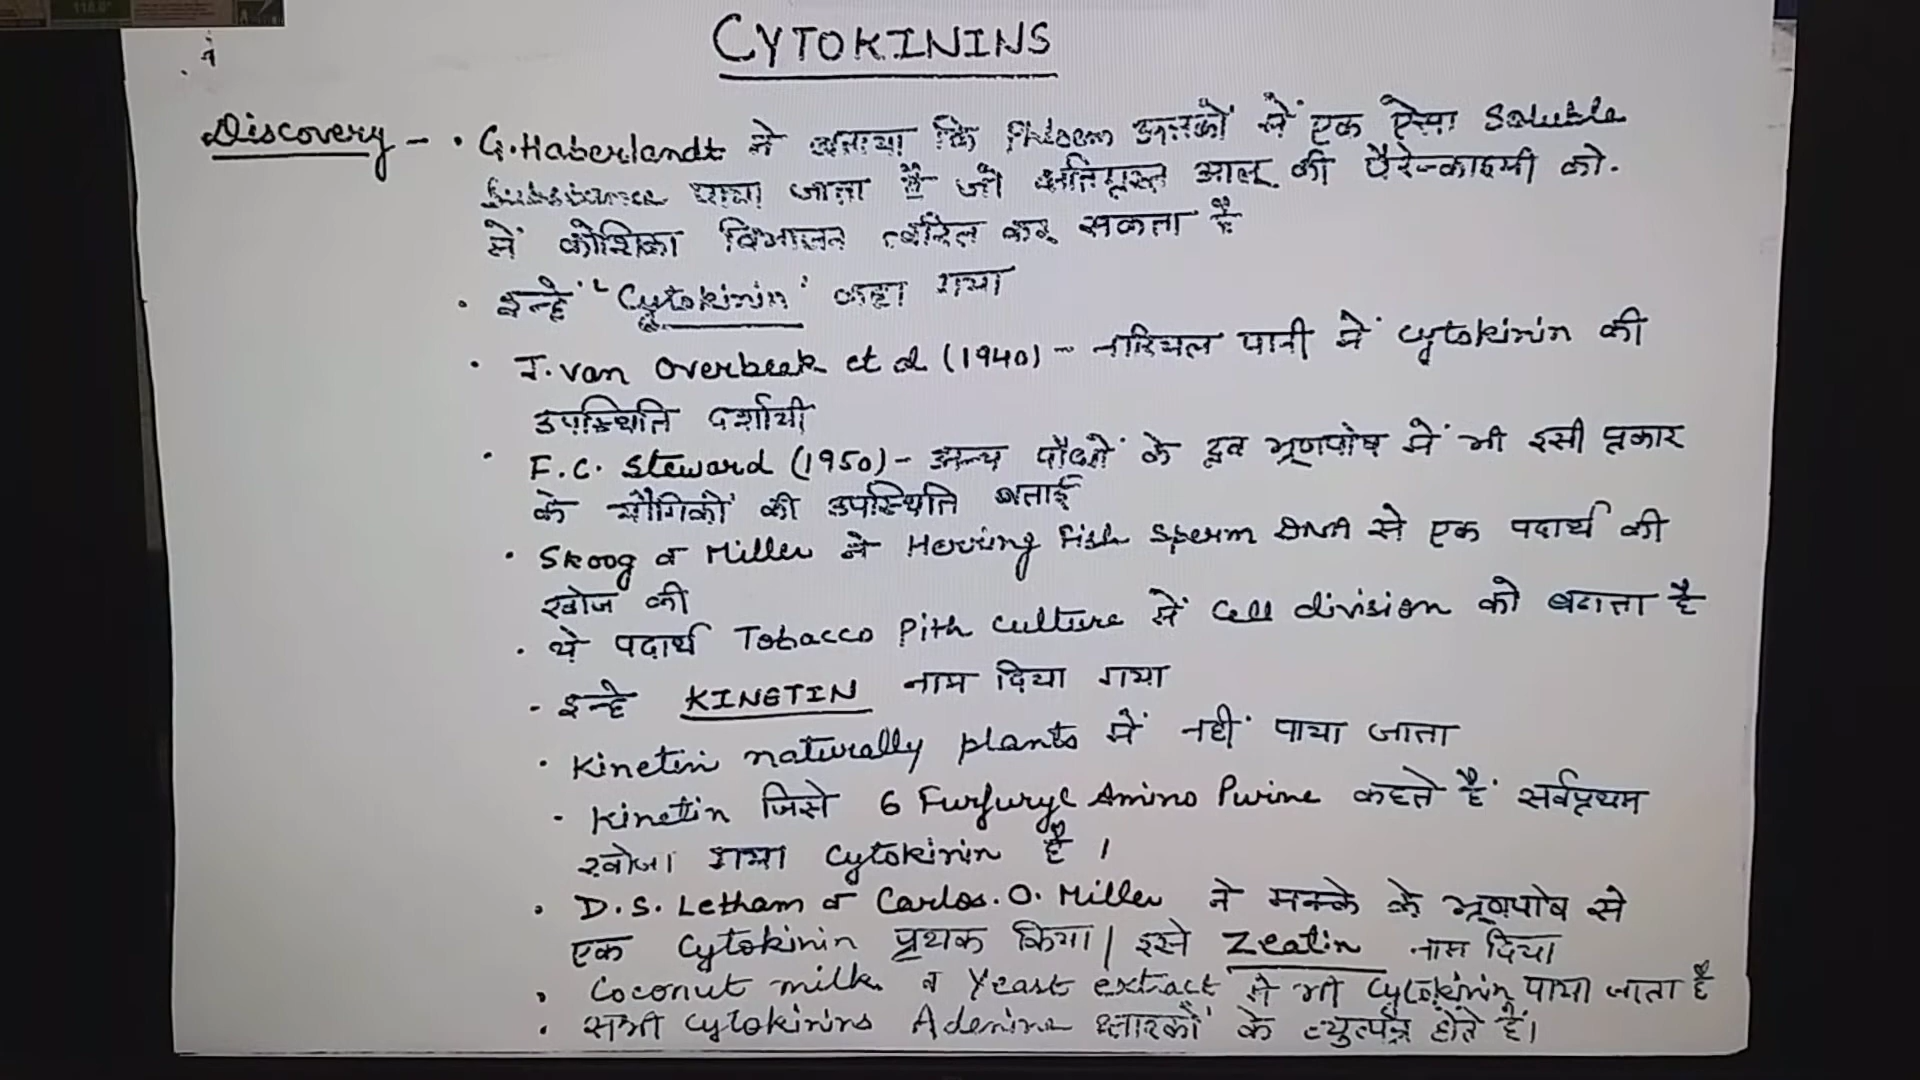 CYTOKININS
Discovery - • G.Haberlandt ने बताया कि Phloem ऊतकों में एक ऐसा Soluble
Substance पाया जाता है जो क्षतिग्रस्त आलू की पैरेन्काइमी को.
में कोशिका विभाजन त्वरित कर सकता है
• इन्हे "Cytokinin' कहा गया
• J.van Overbeek et al (1940) - नारियल पानी में cytokinin की
उपस्थिति दर्शायी
• F.C. Steward (1950) - अन्य पौधों के द्रव भ्रूणपोष में भी इसी प्रकार
के यौगिकों की उपस्थिति बताई
• Skoog व Miller ने Herring Fish Sperm DNA से एक पदार्थ की
खोज की
• ये पदार्थ Tobacco Pith culture में Cell division को बढाता है
- इन्हे KINETIN नाम दिया गया
• Kinetin naturally plants में नहीं पाया जाता
• Kinetin जिसे 6 Furfuryl Amino Purine कहते हैं सर्वप्रथम
खोजा गया Cytokinin है ।
• D.S. Letham व Carlos.O. Miller ने मक्के के भ्रूणपोष से
एक Cytokinin प्रथक किया | इसे Zeatin नाम दिया
• Coconut milk व Yeast extract में भी Cytokinin पाया जाता है
• सभी Cytokinins Adenine क्षारकों के व्युत्पन्न होते हैं।